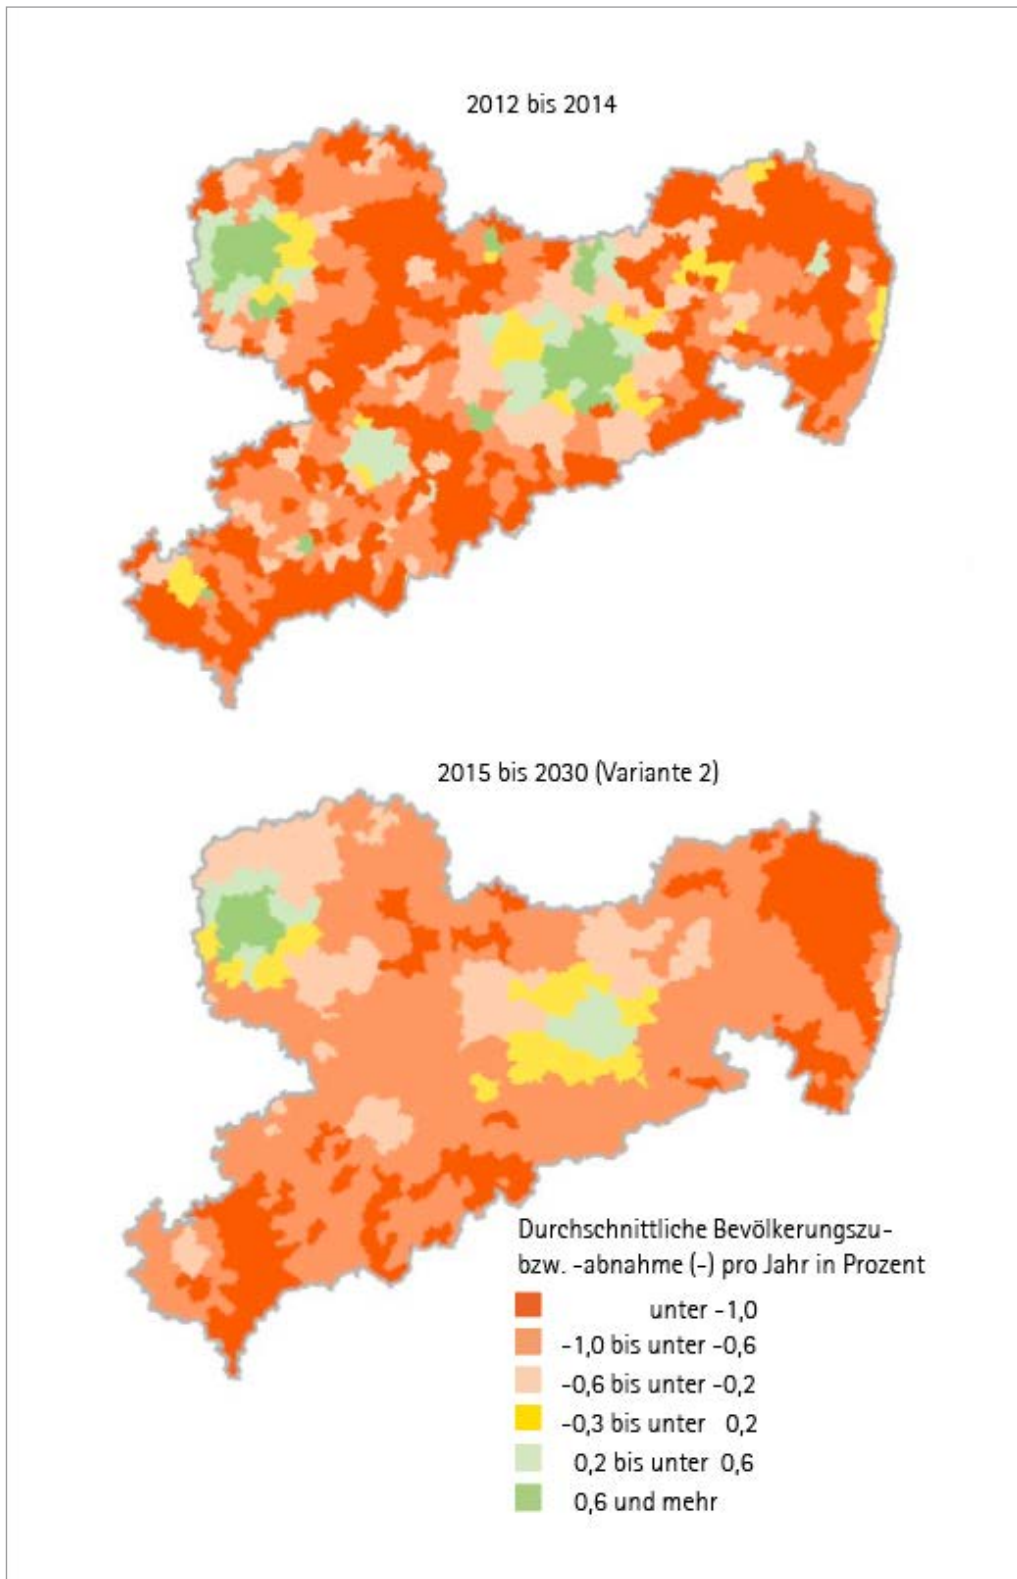 2012 bis 2014
2015 bis 2030 (Variante 2)
Durchschnittliche Bevölkerungszu-
bzw. -abnahme (-) pro Jahr in Prozent
unter -1,0
-1,0 bis unter -0,6
-0,6 bis unter -0,2
-0,3 bis unter 0,2
0,2 bis unter 0,6
0,6 und mehr